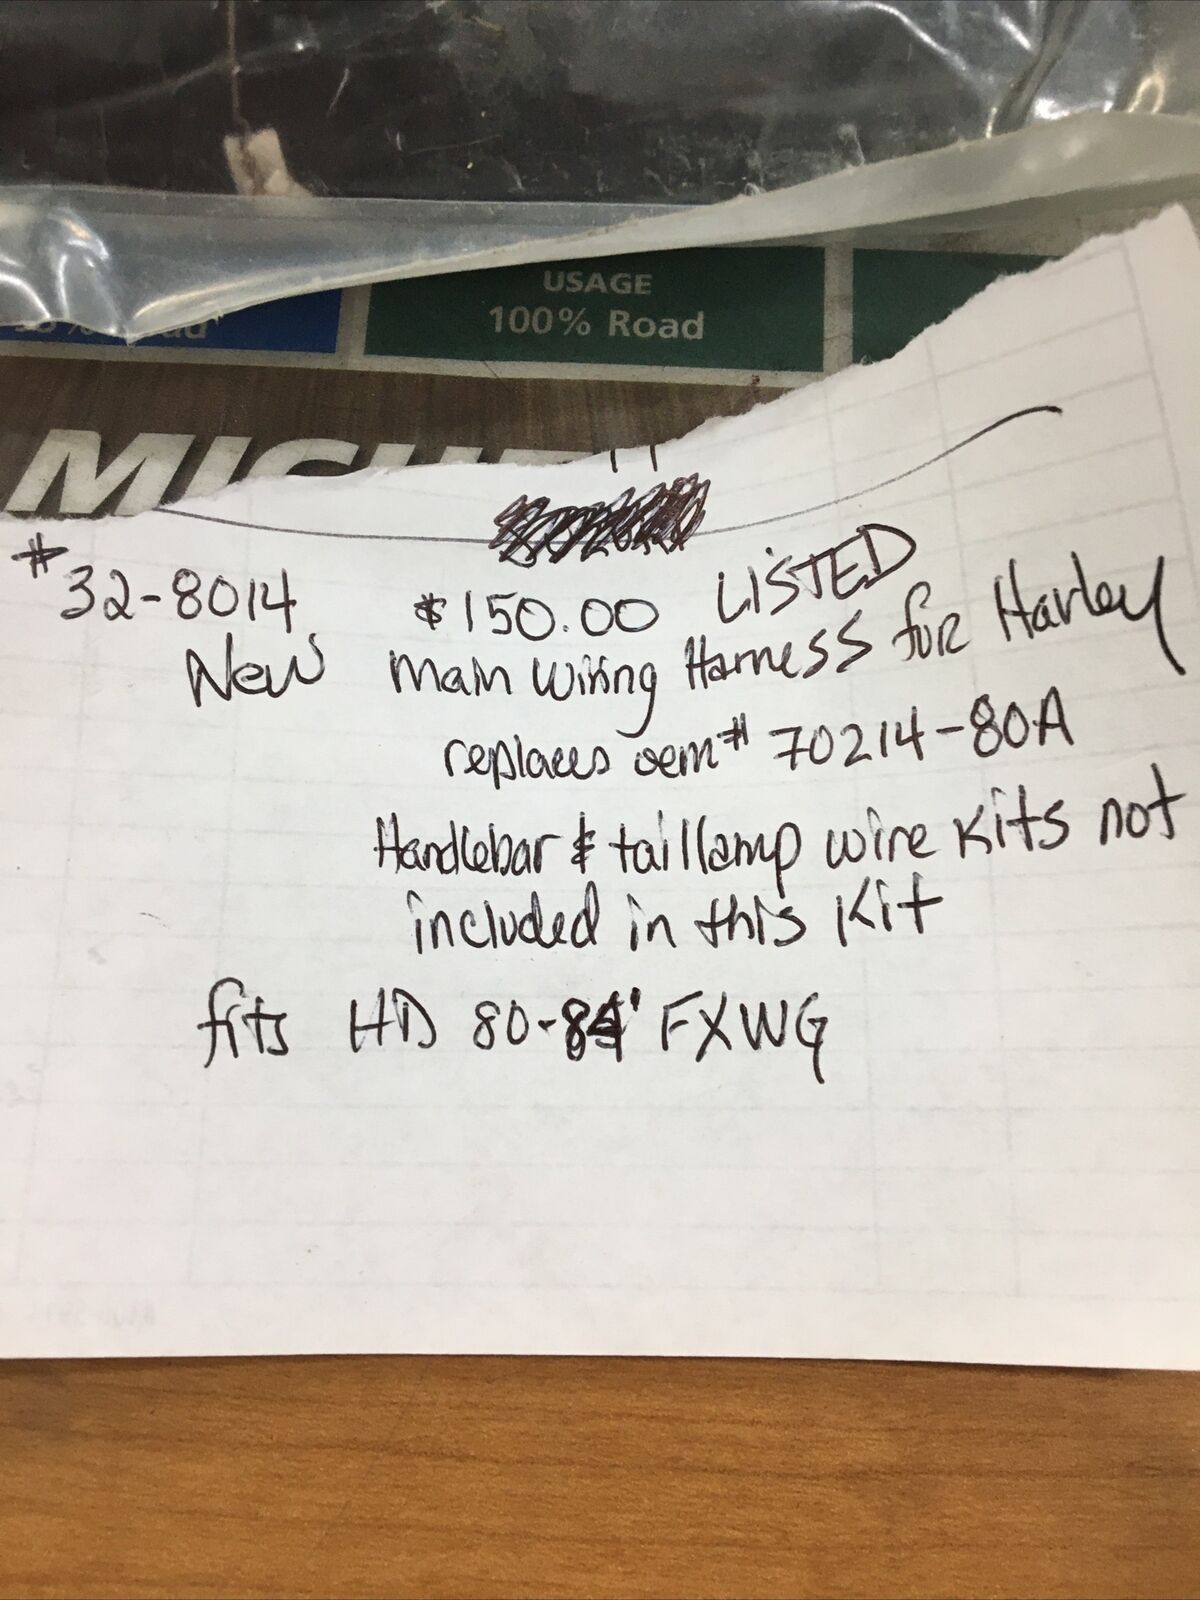 USAGE
100% Road
#32-8014 $150.00 LISTED
New Main Wiring Harness for Harley
replaces oem# 70214-80A
Handlebar & taillamp wire kits not
included in this kit
fits HD 80-84' FXWG